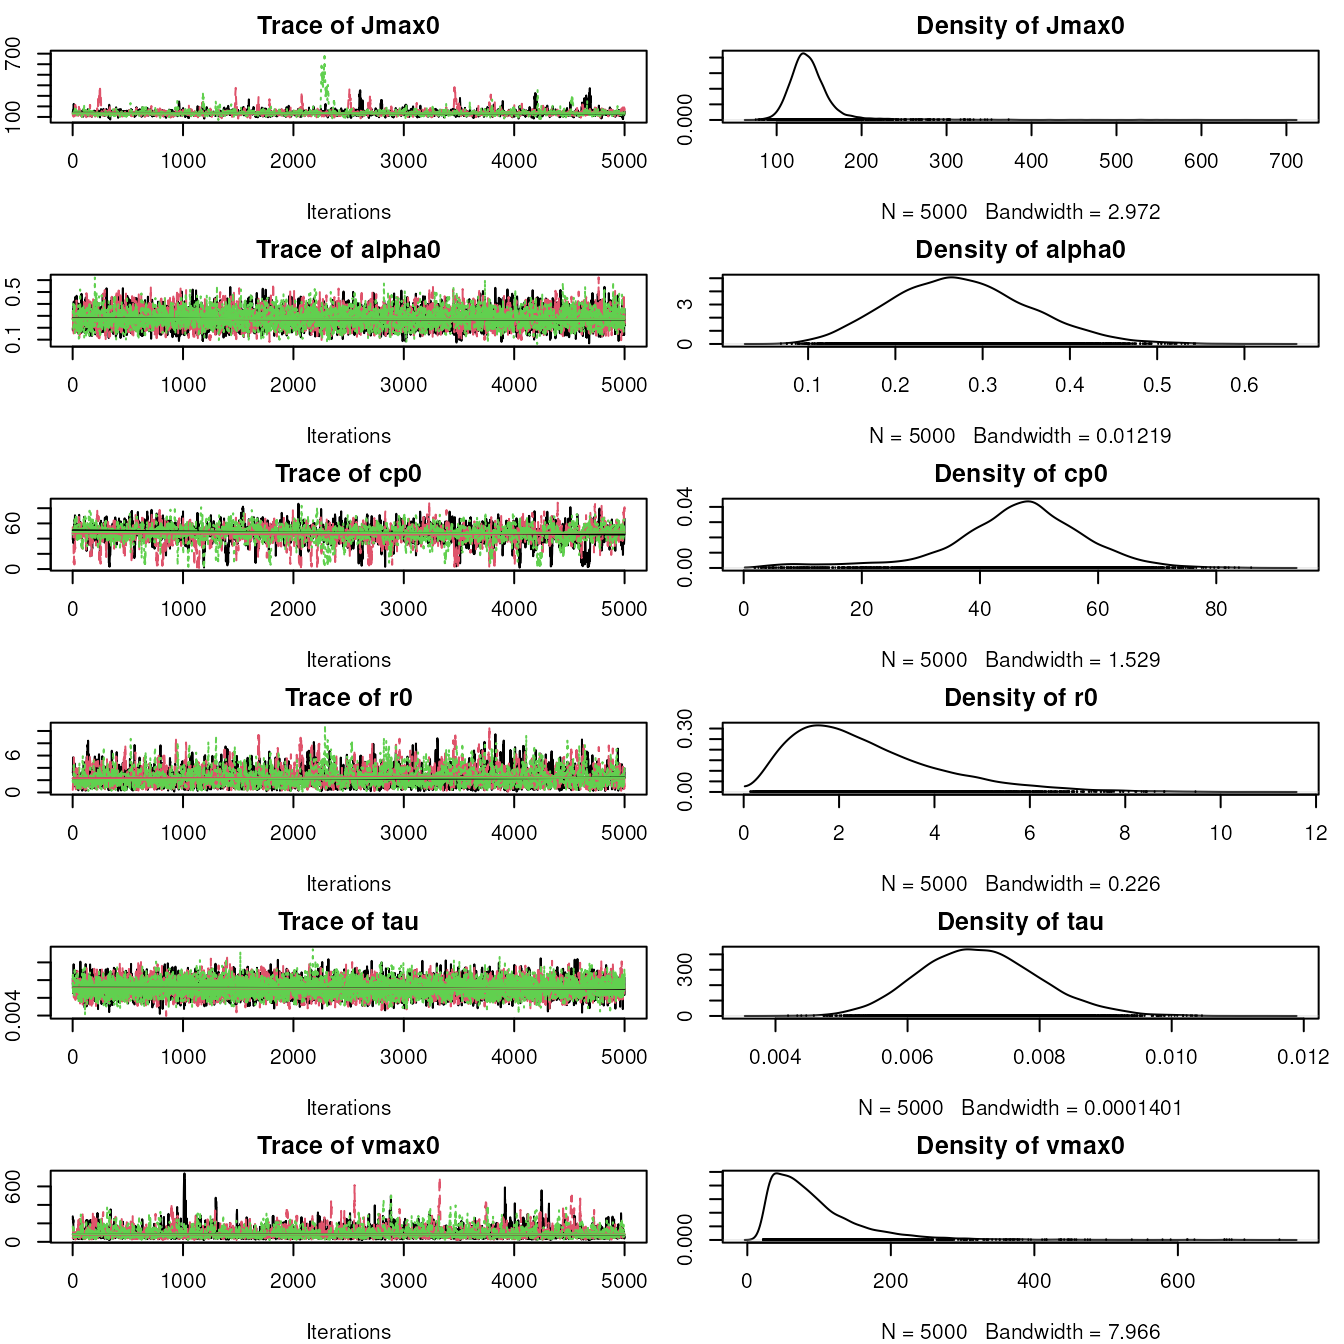 Trace of Jmax0
100 700
0 1000 2000 3000 4000 5000
Iterations
Density of Jmax0
0.000
100 200 300 400 500 600 700
N = 5000 Bandwidth = 2.972
Trace of alpha0
0.1 0.5
0 1000 2000 3000 4000 5000
Iterations
Density of alpha0
0 3
0.1 0.2 0.3 0.4 0.5 0.6
N = 5000 Bandwidth = 0.01219
Trace of cp0
0 60
0 1000 2000 3000 4000 5000
Iterations
Density of cp0
0.00 0.04
0 20 40 60 80
N = 5000 Bandwidth = 1.529
Trace of r0
0 6
0 1000 2000 3000 4000 5000
Iterations
Density of r0
0.00 0.30
0 2 4 6 8 10 12
N = 5000 Bandwidth = 0.226
Trace of tau
0.004
0 1000 2000 3000 4000 5000
Iterations
Density of tau
0 300
0.004 0.006 0.008 0.010 0.012
N = 5000 Bandwidth = 0.0001401
Trace of vmax0
0 600
0 1000 2000 3000 4000 5000
Iterations
Density of vmax0
0.000
0 200 400 600
N = 5000 Bandwidth = 7.966